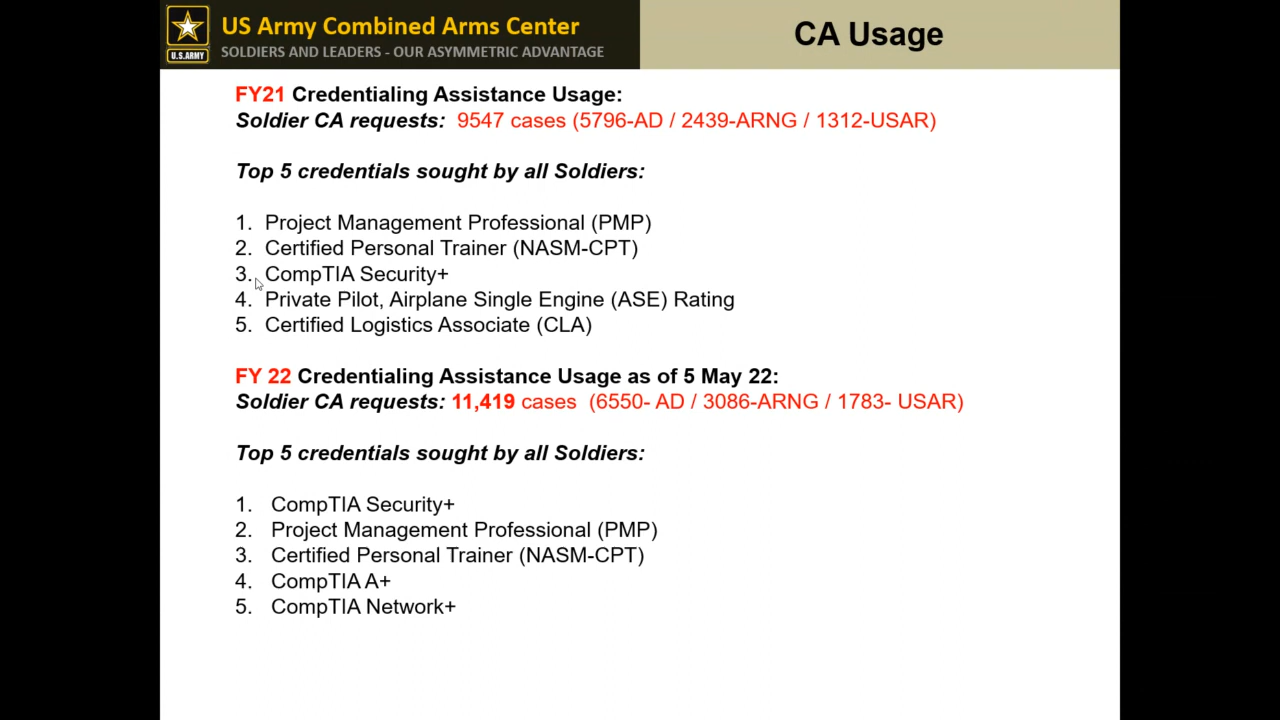 US Army Combined Arms Center
SOLDIERS AND LEADERS - OUR ASYMMETRIC ADVANTAGE
U.S.ARMY
CA Usage
FY21 Credentialing Assistance Usage:
Soldier CA requests: 9547 cases (5796-AD / 2439-ARNG / 1312-USAR)
Top 5 credentials sought by all Soldiers:
1. Project Management Professional (PMP)
2. Certified Personal Trainer (NASM-CPT)
3. CompTIA Security+
4. Private Pilot, Airplane Single Engine (ASE) Rating
5. Certified Logistics Associate (CLA)
FY 22 Credentialing Assistance Usage as of 5 May 22:
Soldier CA requests: 11,419 cases (6550- AD / 3086-ARNG / 1783- USAR)
Top 5 credentials sought by all Soldiers:
1. CompTIA Security+
2. Project Management Professional (PMP)
3. Certified Personal Trainer (NASM-CPT)
4. CompTIA A+
5. CompTIA Network+